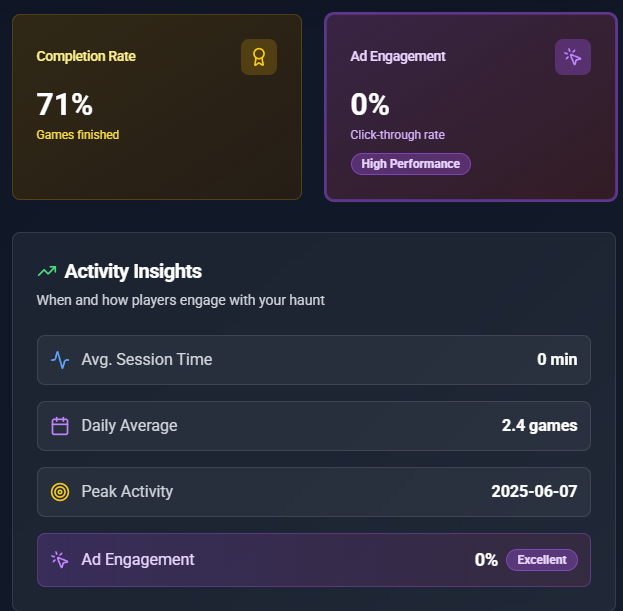 Completion Rate
71%
Games finished
Ad Engagement
0%
Click-through rate
High Performance
Activity Insights
When and how players engage with your haunt
Avg. Session Time 0 min
Daily Average 2.4 games
Peak Activity 2025-06-07
Ad Engagement 0% Excellent